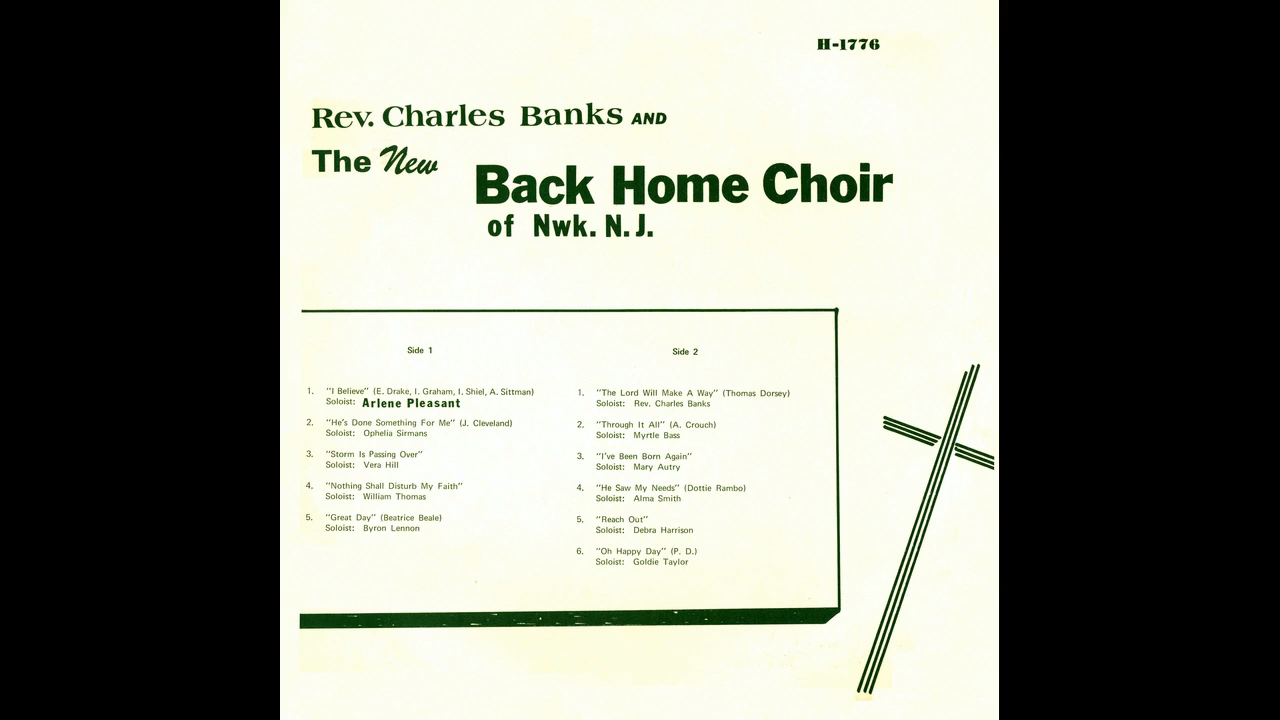 H-1776
Rev. Charles Banks AND
The New
Back Home Choir
of Nwk. N. J.
Side 1
1. "I Believe" (E. Drake, I. Graham, I. Shiel, A. Sittman)
Soloist: Arlene Pleasant
2. "He's Done Something For Me" (J. Cleveland)
Soloist: Ophelia Sirmans
3. "Storm Is Passing Over"
Soloist: Vera Hill
4. "Nothing Shall Disturb My Faith"
Soloist: William Thomas
5. "Great Day" (Beatrice Beale)
Soloist: Byron Lennon
Side 2
1. "The Lord Will Make A Way" (Thomas Dorsey)
Soloist: Rev. Charles Banks
2. "Through It All" (A. Crouch)
Soloist: Myrtle Bass
3. "I've Been Born Again"
Soloist: Mary Autry
4. "He Saw My Needs" (Dottie Rambo)
Soloist: Alma Smith
5. "Reach Out"
Soloist: Debra Harrison
6. "Oh Happy Day" (P. D.)
Soloist: Goldie Taylor